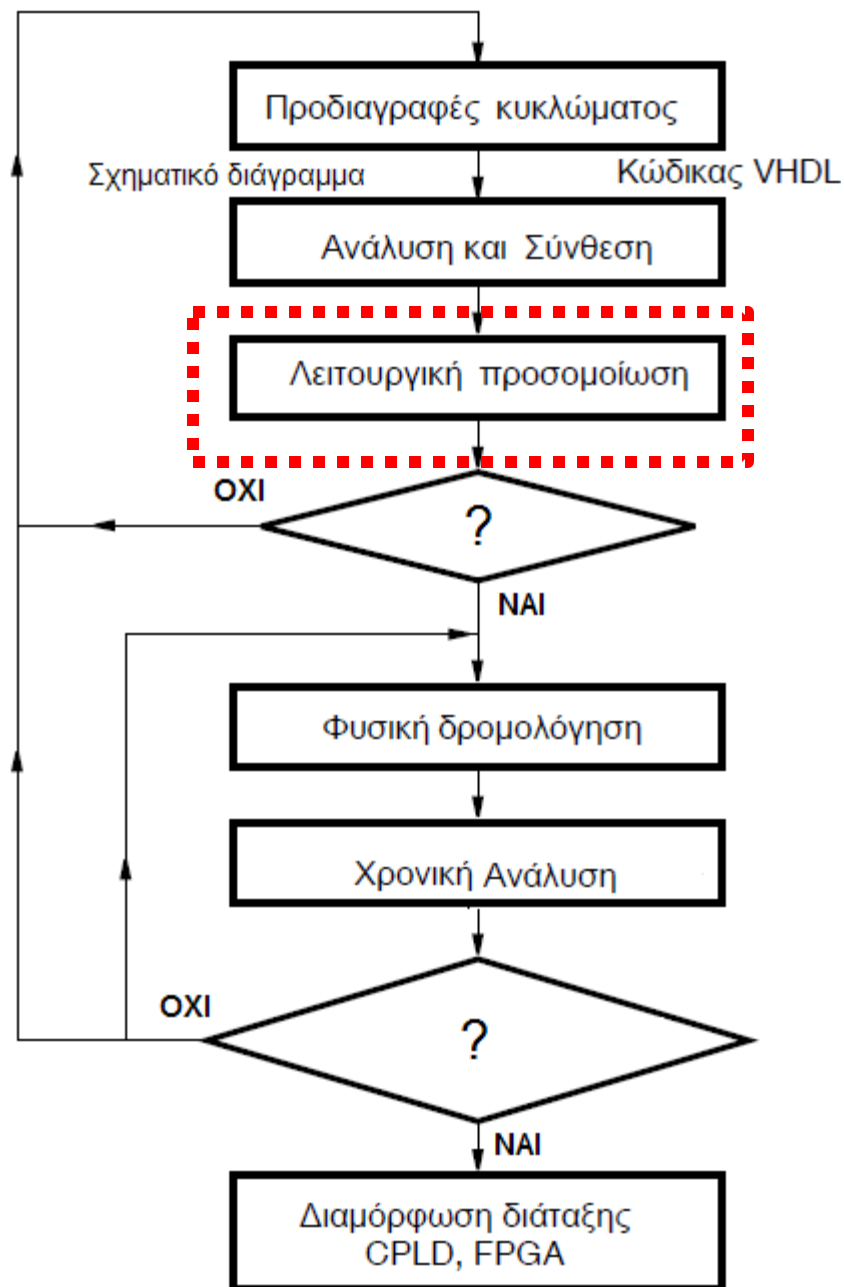 Προδιαγραφές κυκλώματος
Σχηματικό διάγραμμα
Κώδικας VHDL
Ανάλυση και Σύνθεση
Λειτουργική προσομοίωση
ΟΧΙ
?
ΝΑΙ
Φυσική δρομολόγηση
Χρονική Ανάλυση
ΟΧΙ
?
ΝΑΙ
Διαμόρφωση διάταξης
CPLD, FPGA